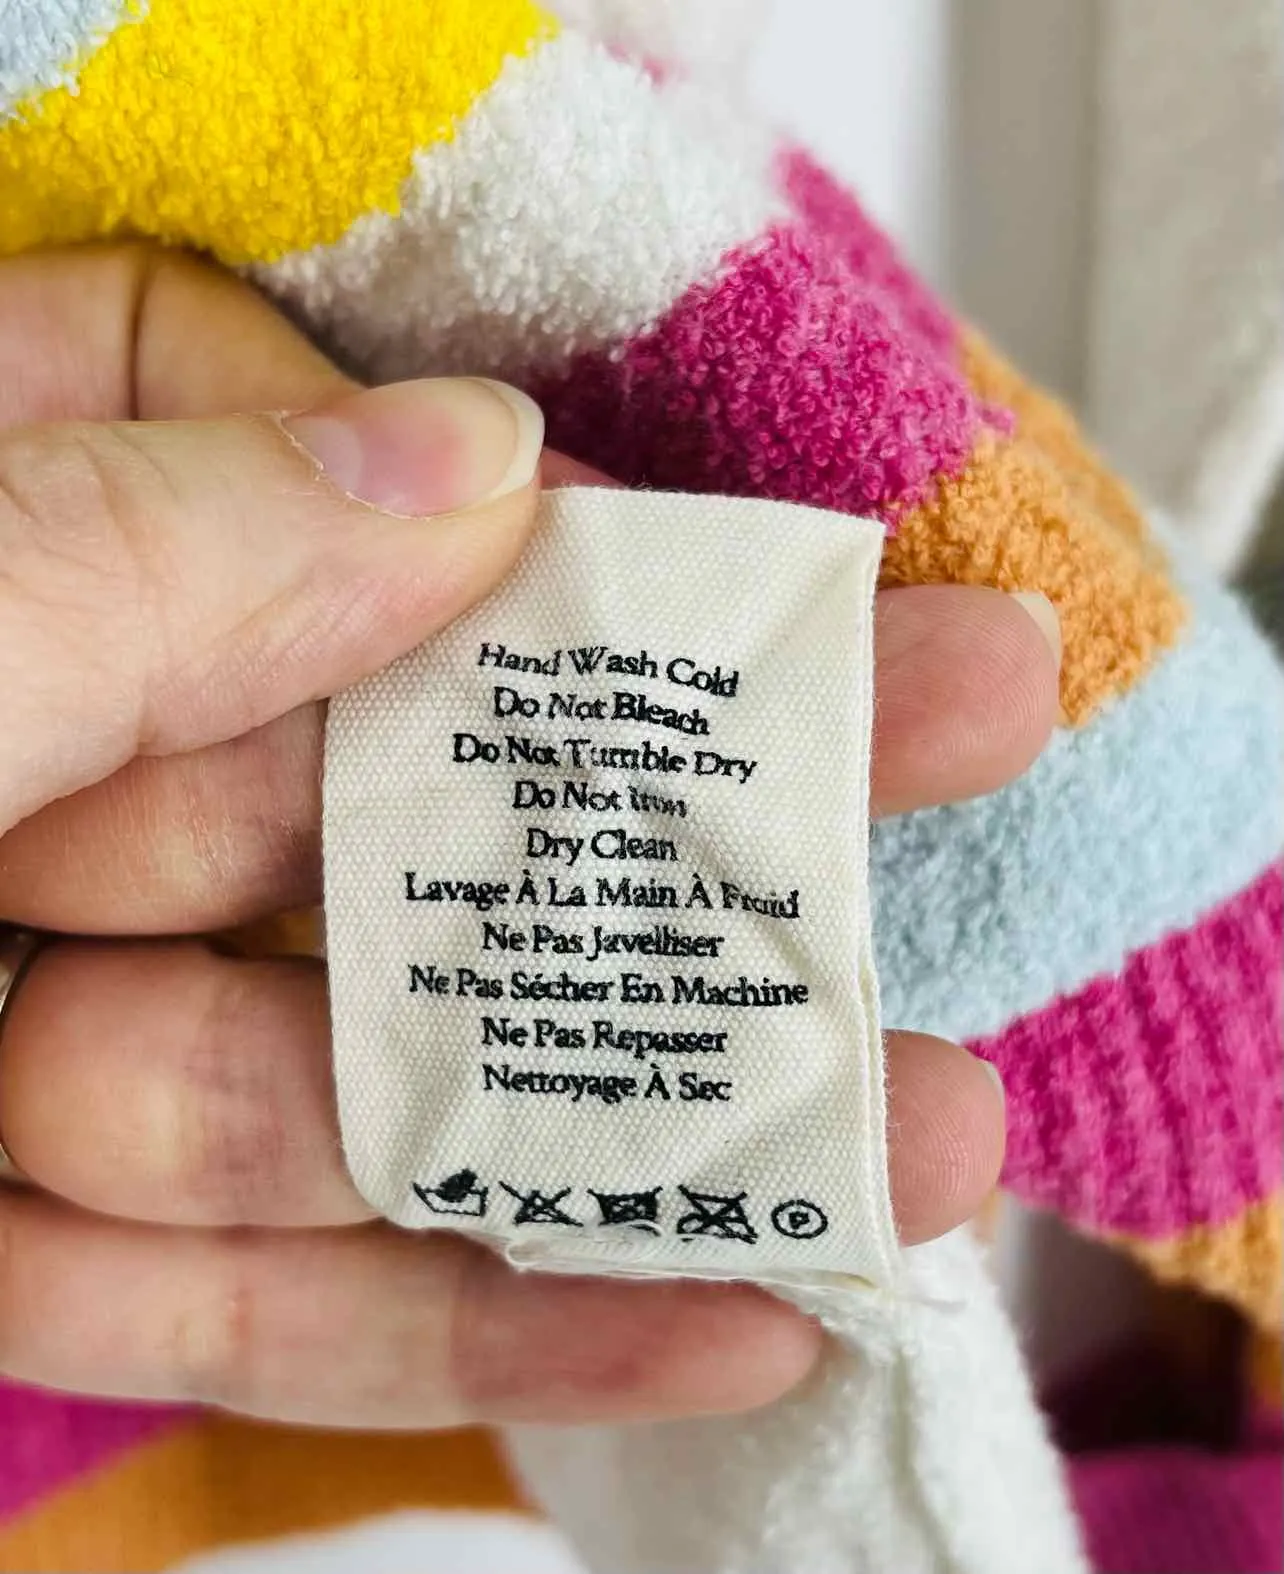 Hand Wash Cold
Do Not Bleach
Do Not Tumble Dry
Do Not Iron
Dry Clean
Lavage À La Main À Froid
Ne Pas Javelliser
Ne Pas Sécher En Machine
Ne Pas Repasser
Nettoyage À Sec
P